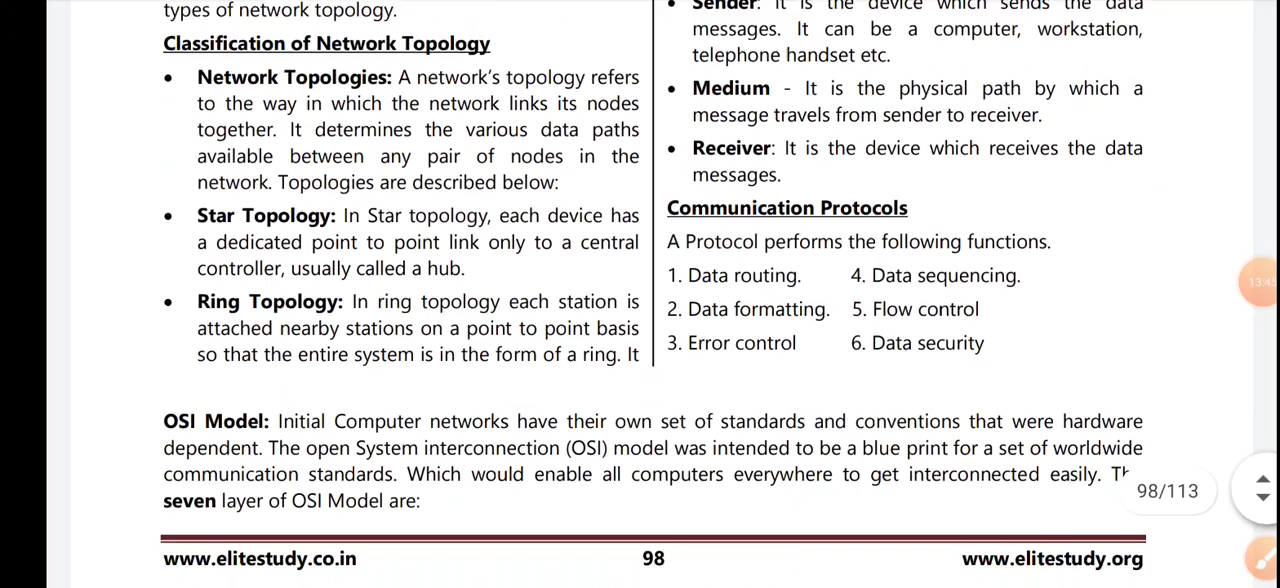 types of network topology.
Classification of Network Topology
• Network Topologies: A network's topology refers
to the way in which the network links its nodes
together. It determines the various data paths
available between any pair of nodes in the
network. Topologies are described below:
• Star Topology: In Star topology, each device has
a dedicated point to point link only to a central
controller, usually called a hub.
• Ring Topology: In ring topology each station is
attached nearby stations on a point to point basis
so that the entire system is in the form of a ring. It
• Sender: It is the device which sends the data
messages. It can be a computer, workstation,
telephone handset etc.
• Medium - It is the physical path by which a
message travels from sender to receiver.
• Receiver: It is the device which receives the data
messages.
Communication Protocols
A Protocol performs the following functions.
1. Data routing. 4. Data sequencing.
2. Data formatting. 5. Flow control
3. Error control 6. Data security
OSI Model: Initial Computer networks have their own set of standards and conventions that were hardware
dependent. The open System interconnection (OSI) model was intended to be a blue print for a set of worldwide
communication standards. Which would enable all computers everywhere to get interconnected easily.
seven layer of OSI Model are:
98/113
www.elitestudy.co.in 98 www.elitestudy.org
13:45